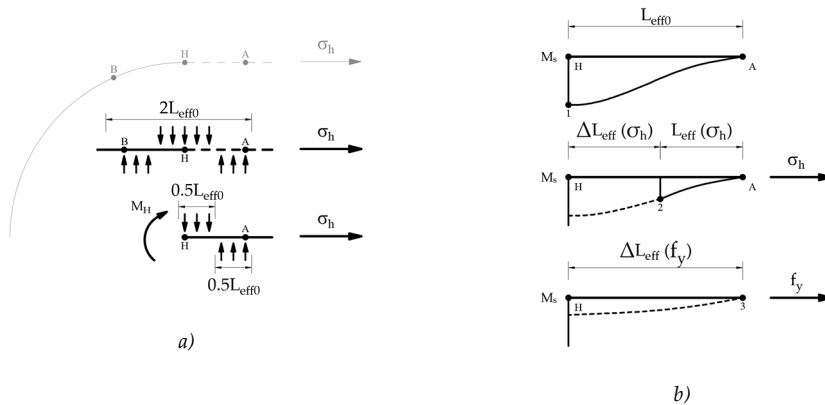 σh
H
A
B
2Leff0
B
H
A
σh
0.5Leff0
MH
H
A
σh
0.5Leff0
a)
Leff0
Ms
H
A
1
ΔLeff (σh) Leff (σh)
σh
Ms
H
A
2
ΔLeff (fy)
fy
Ms
H
3
b)